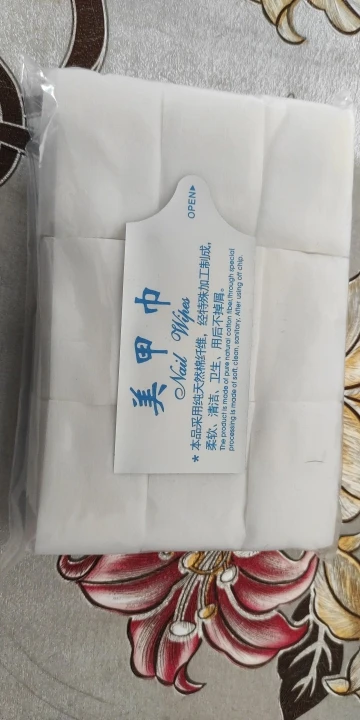 OPEN▶
美甲巾
Nail Wipes
★本品采用纯天然棉纤维，经特殊加工制成，
柔软、清洁、卫生、用后不掉屑。
The product is made of pure natural cotton fiber,through special
processing is made of soft, clean, sanitary. After using off chip.